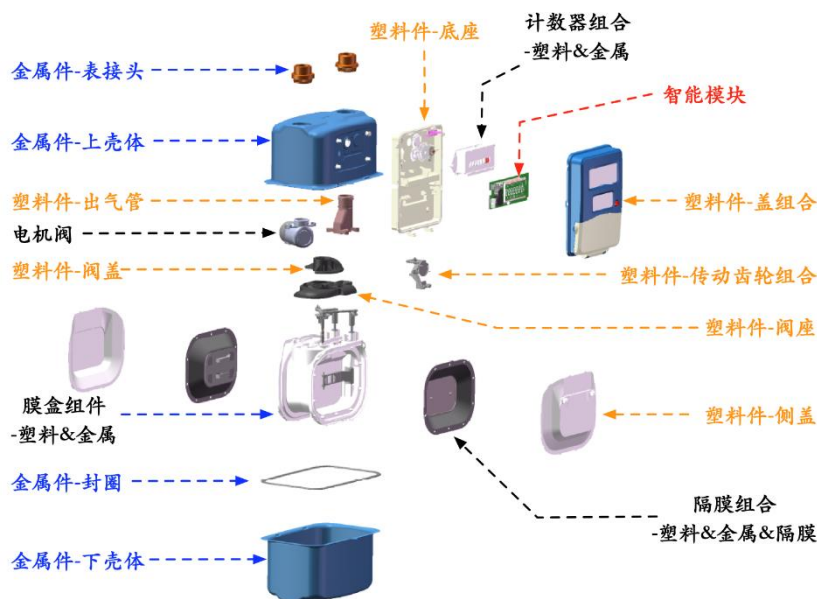 塑料件-底座
计数器组合
-塑料&金属
金属件-表接头
智能模块
金属件-上壳体
塑料件-出气管
塑料件-盖组合
电机阀
塑料件-阀盖
塑料件-传动齿轮组合
塑料件-阀座
膜盒组件
-塑料&金属
塑料件-侧盖
金属件-封圈
隔膜组合
-塑料&金属&隔膜
金属件-下壳体